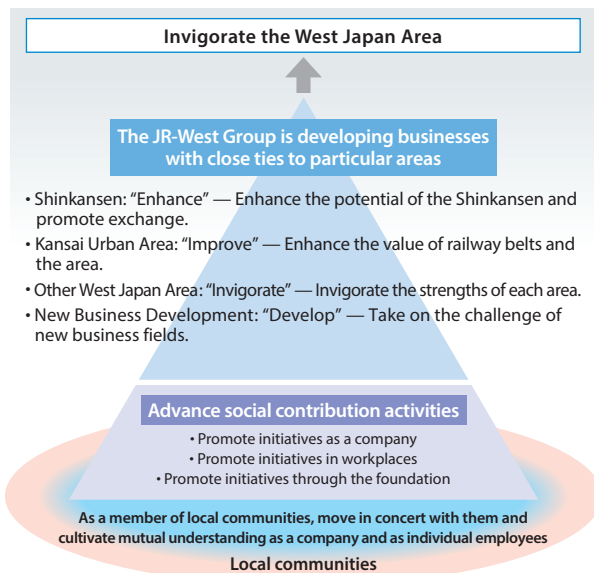 Invigorate the West Japan Area
The JR-West Group is developing businesses
with close ties to particular areas
• Shinkansen: “Enhance” — Enhance the potential of the Shinkansen and
promote exchange.
• Kansai Urban Area: “Improve” — Enhance the value of railway belts and
the area.
• Other West Japan Area: “Invigorate” — Invigorate the strengths of each area.
• New Business Development: “Develop” — Take on the challenge of
new business fields.
Advance social contribution activities
• Promote initiatives as a company
• Promote initiatives in workplaces
• Promote initiatives through the foundation
As a member of local communities, move in concert with them and
cultivate mutual understanding as a company and as individual employees
Local communities